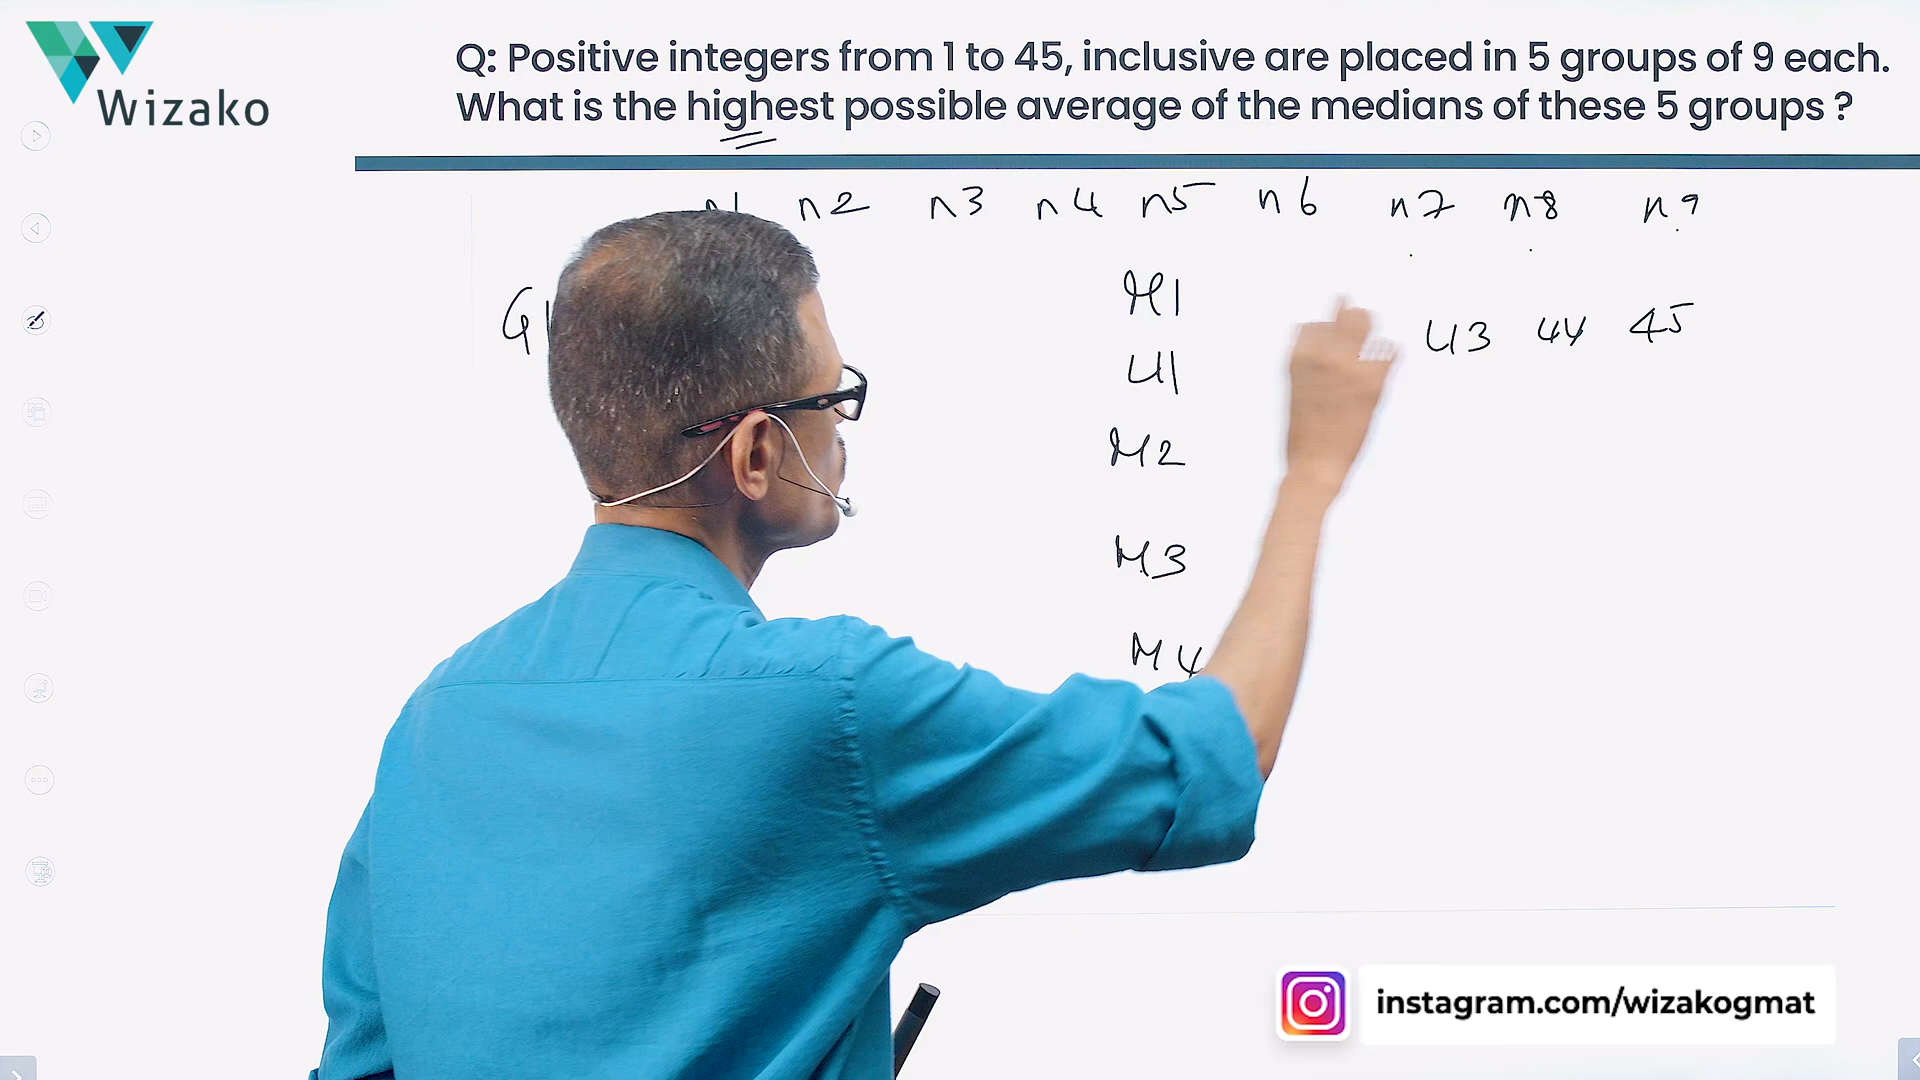 Wizako
Q: Positive integers from 1 to 45, inclusive are placed in 5 groups of 9 each.
What is the highest possible average of the medians of these 5 groups ?
n1 n2 n3 n4 n5 n6 n7 n8 n9
G1 M1 43 44 45
41
M2
M3
M4
instagram.com/wizakogmat